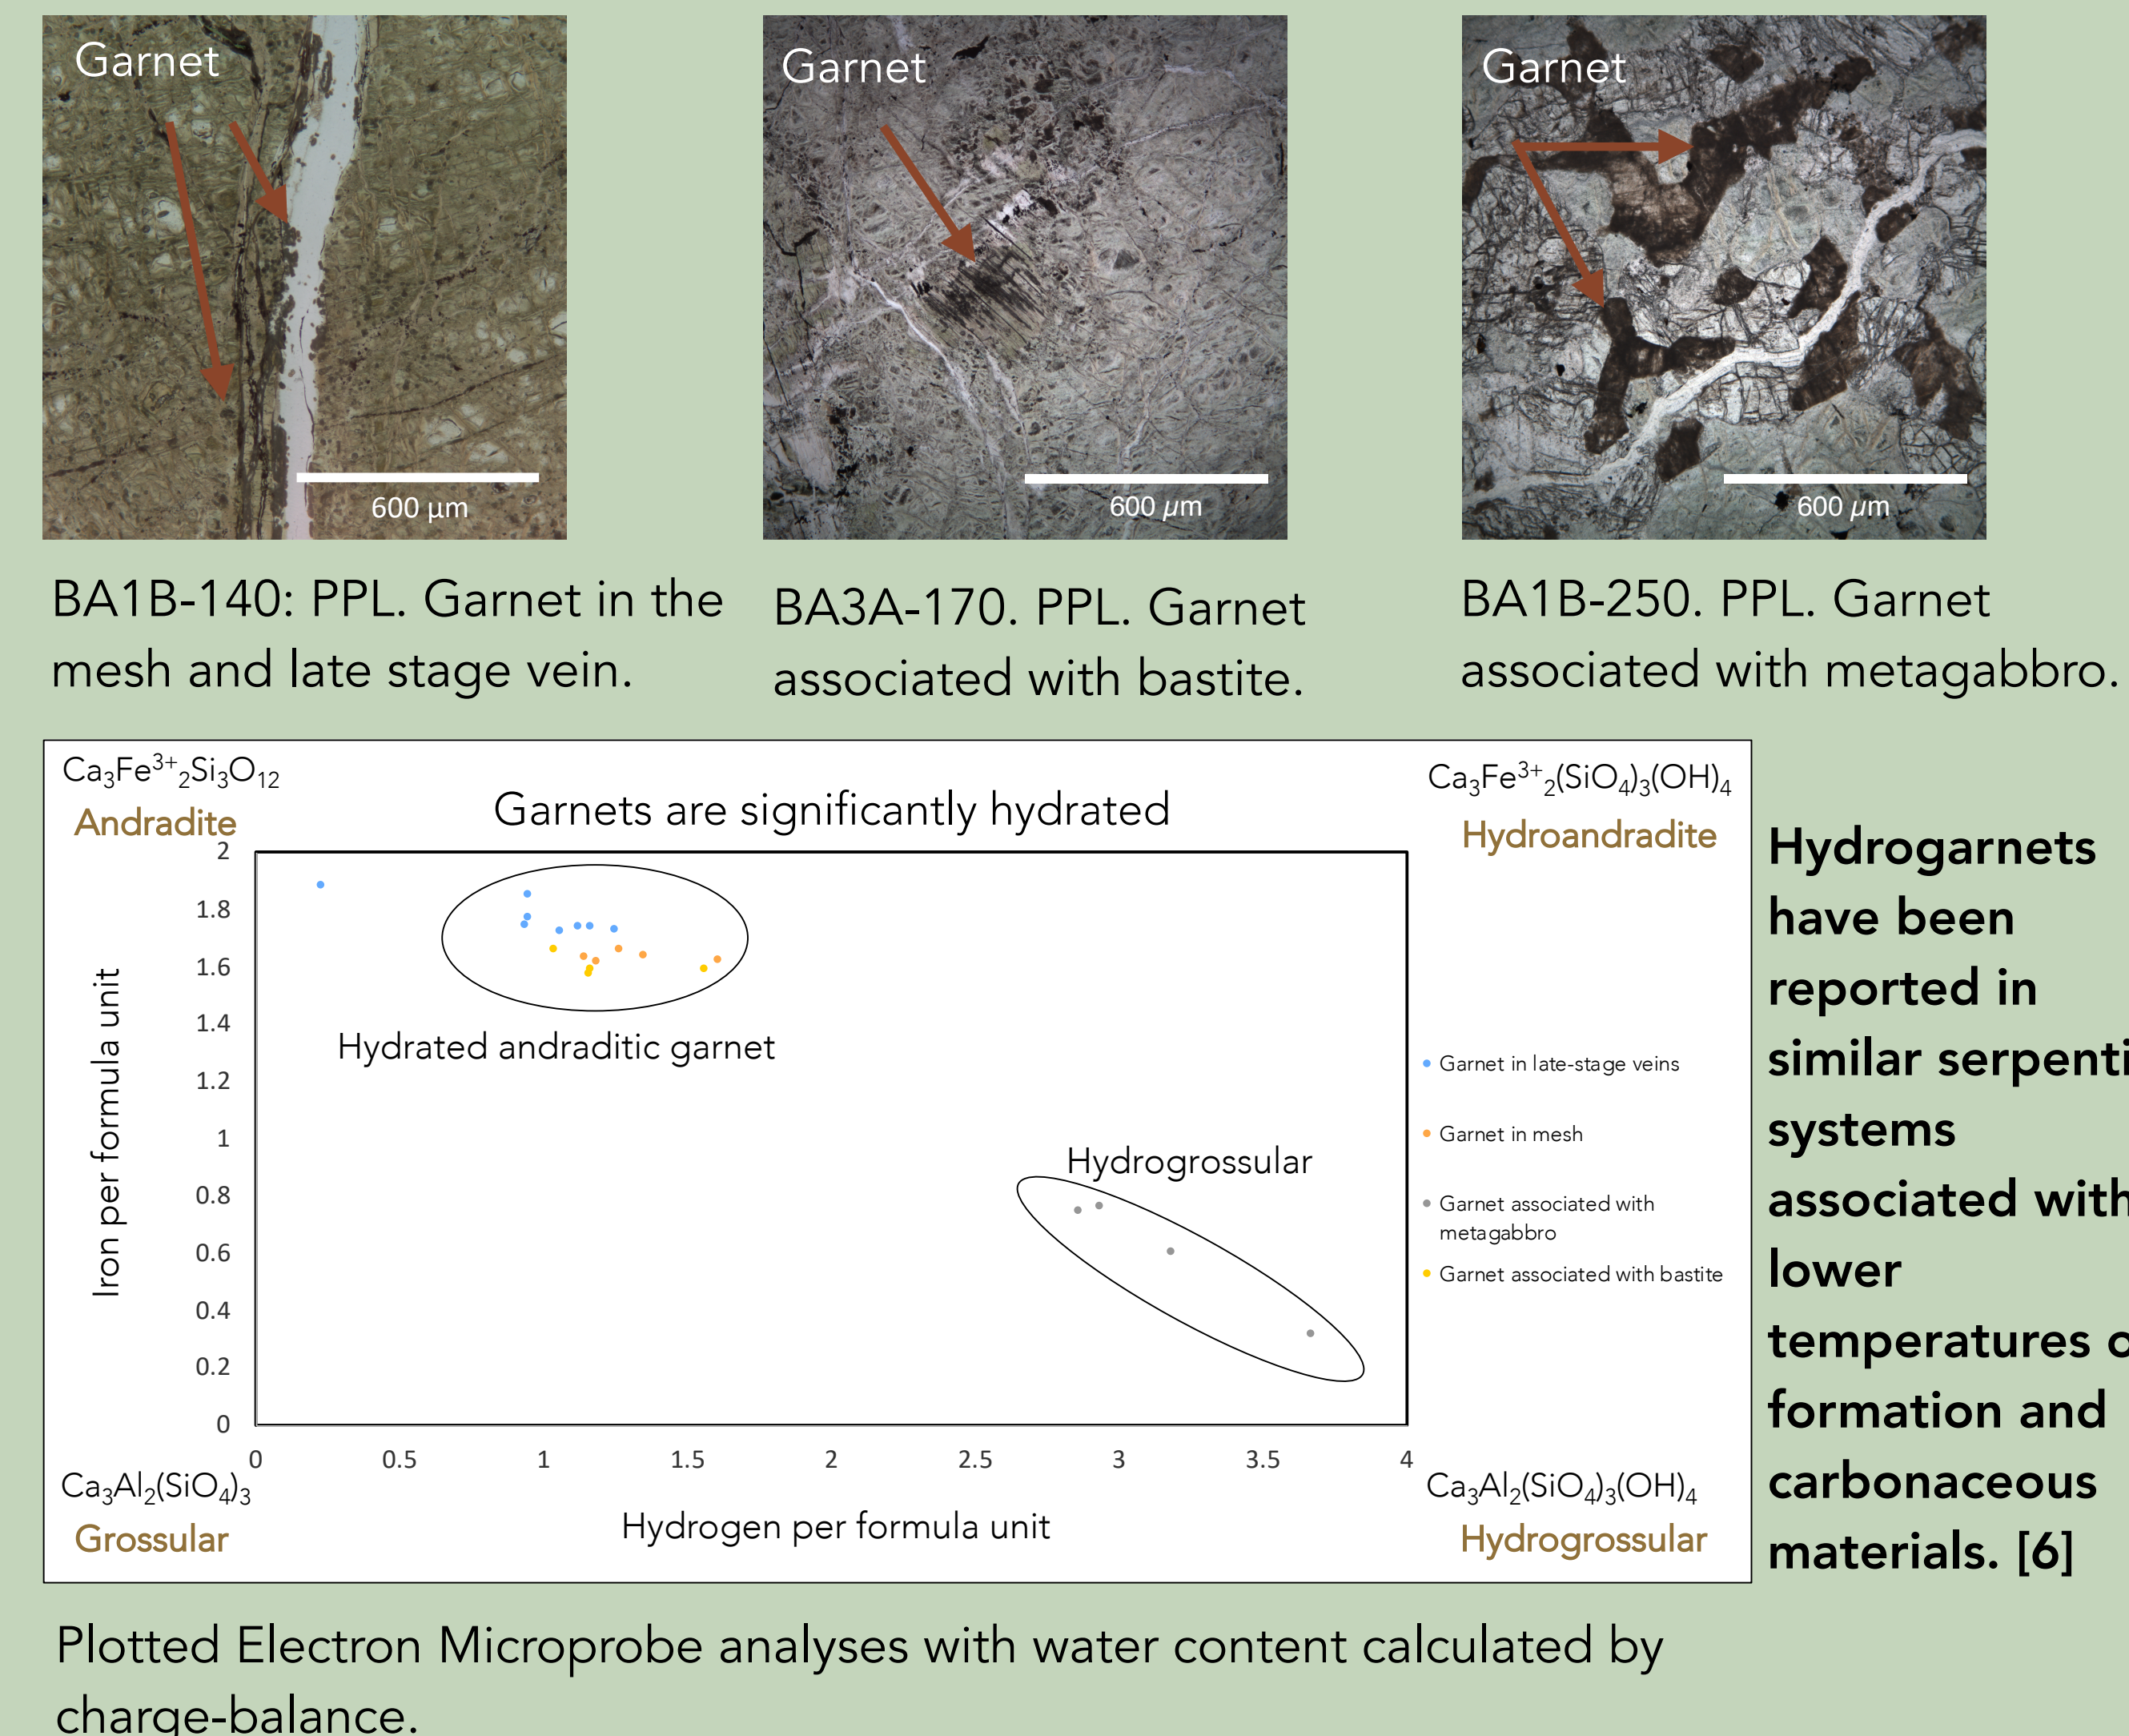 Garnet
600 μm
Garnet
600 μm
Garnet
600 μm
BA1B-140: PPL. Garnet in the
mesh and late stage vein.
BA3A-170. PPL. Garnet
associated with bastite.
BA1B-250. PPL. Garnet
associated with metagabbro.
Ca₃Fe³⁺₂Si₃O₁₂
Andradite
Garnets are significantly hydrated
Ca₃Fe³⁺₂(SiO₄)₃(OH)₄
Hydroandradite
Iron per formula unit
2
1.8
1.6
1.4
1.2
1
0.8
0.6
0.4
0.2
0
Hydrated andraditic garnet
Hydrogrossular
Garnet in late-stage veins
Garnet in mesh
Garnet associated with
metagabbro
Garnet associated with bastite
0 0.5 1 1.5 2 2.5 3 3.5 4
Ca₃Al₂(SiO₄)₃
Grossular
Hydrogen per formula unit
Ca₃Al₂(SiO₄)₃(OH)₄
Hydrogrossular
Hydrogarnets
have been
reported in
similar
systems
associated with
lower
temperatures
formation and
carbonaceous
materials. [6]
Plotted Electron Microprobe analyses with water content calculated by
charge-balance.